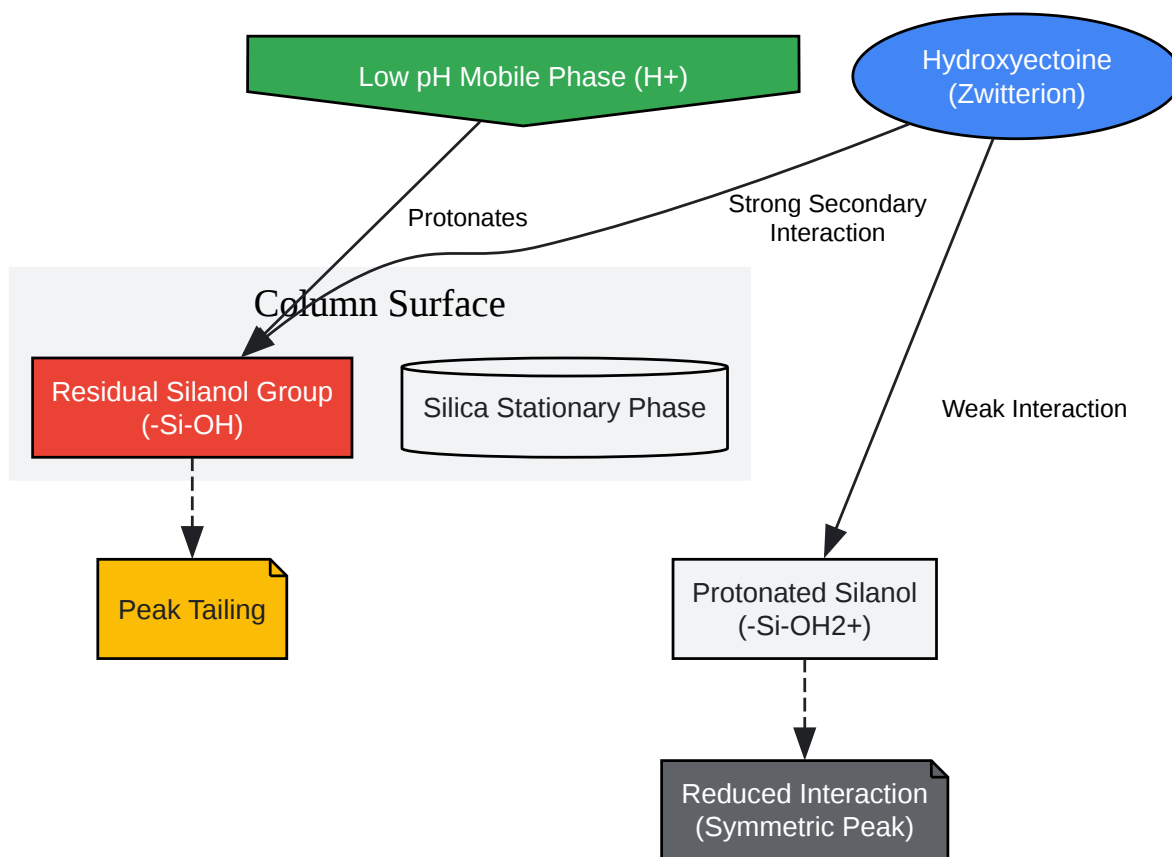 Low pH Mobile Phase (H+)
Hydroxyectoine
(Zwitterion)
Protonates
Strong Secondary
Interaction
Column Surface
Residual Silanol Group
(-Si-OH)
Silica Stationary Phase
Weak Interaction
Peak Tailing
Protonated Silanol
(-Si-OH2+)
Reduced Interaction
(Symmetric Peak)